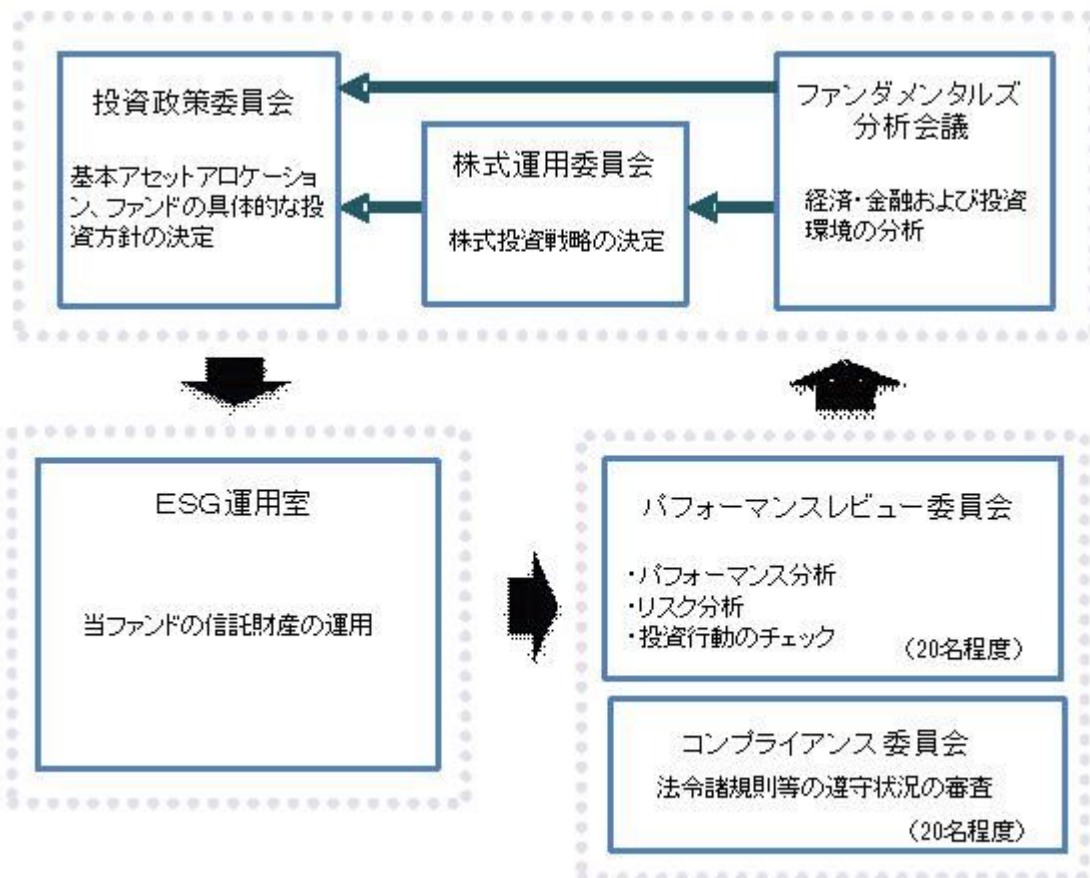 投資政策委員会
基本アセットアロケーショ
ン、ファンドの具体的な投
資方針の決定
株式運用委員会
株式投資戦略の決定
ファンダメンタルズ
分析会議
経済・金融および投資
環境の分析
ESG運用室
当ファンドの信託財産の運用
パフォーマンスレビュー委員会
・パフォーマンス分析
・リスク分析
・投資行動のチェック
(20名程度)
コンプライアンス委員会
法令諸規則等の遵守状況の審査
(20名程度)